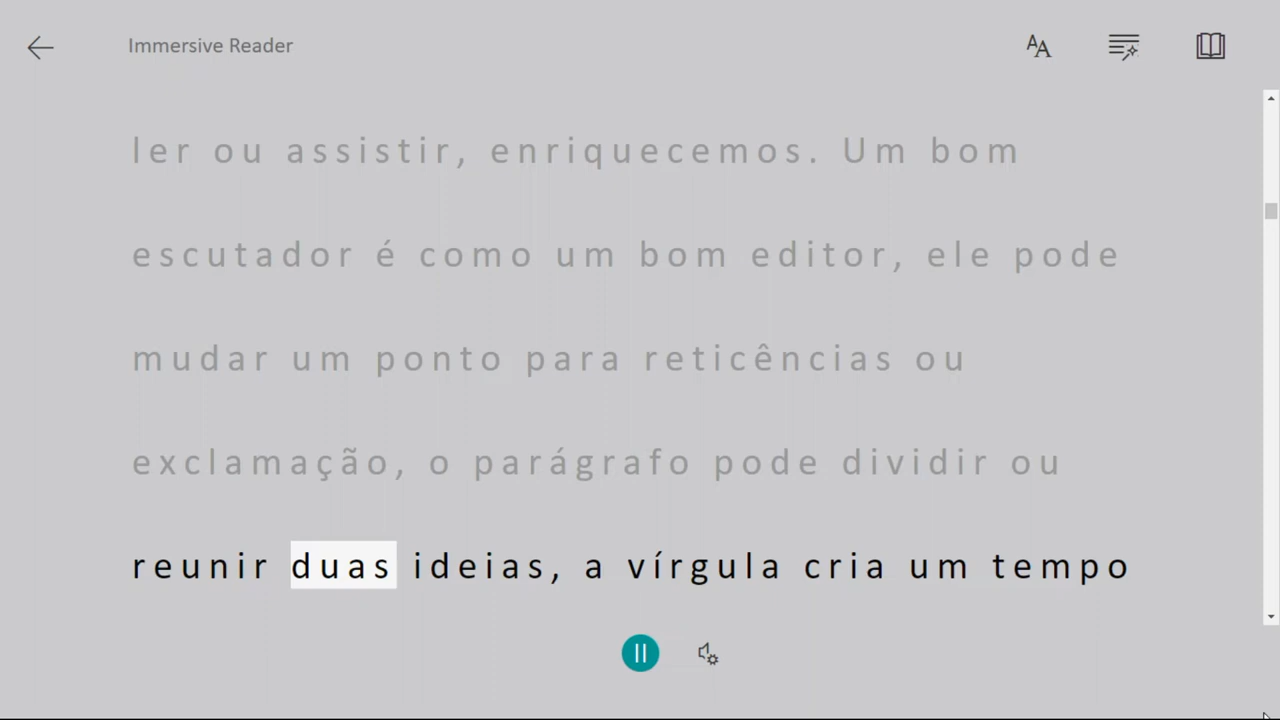 Immersive Reader
ler ou assistir, enriquecemos. Um bom
escutador é como um bom editor, ele pode
mudar um ponto para reticências ou
exclamação, o parágrafo pode dividir ou
reunir duas ideias, a vírgula cria um tempo